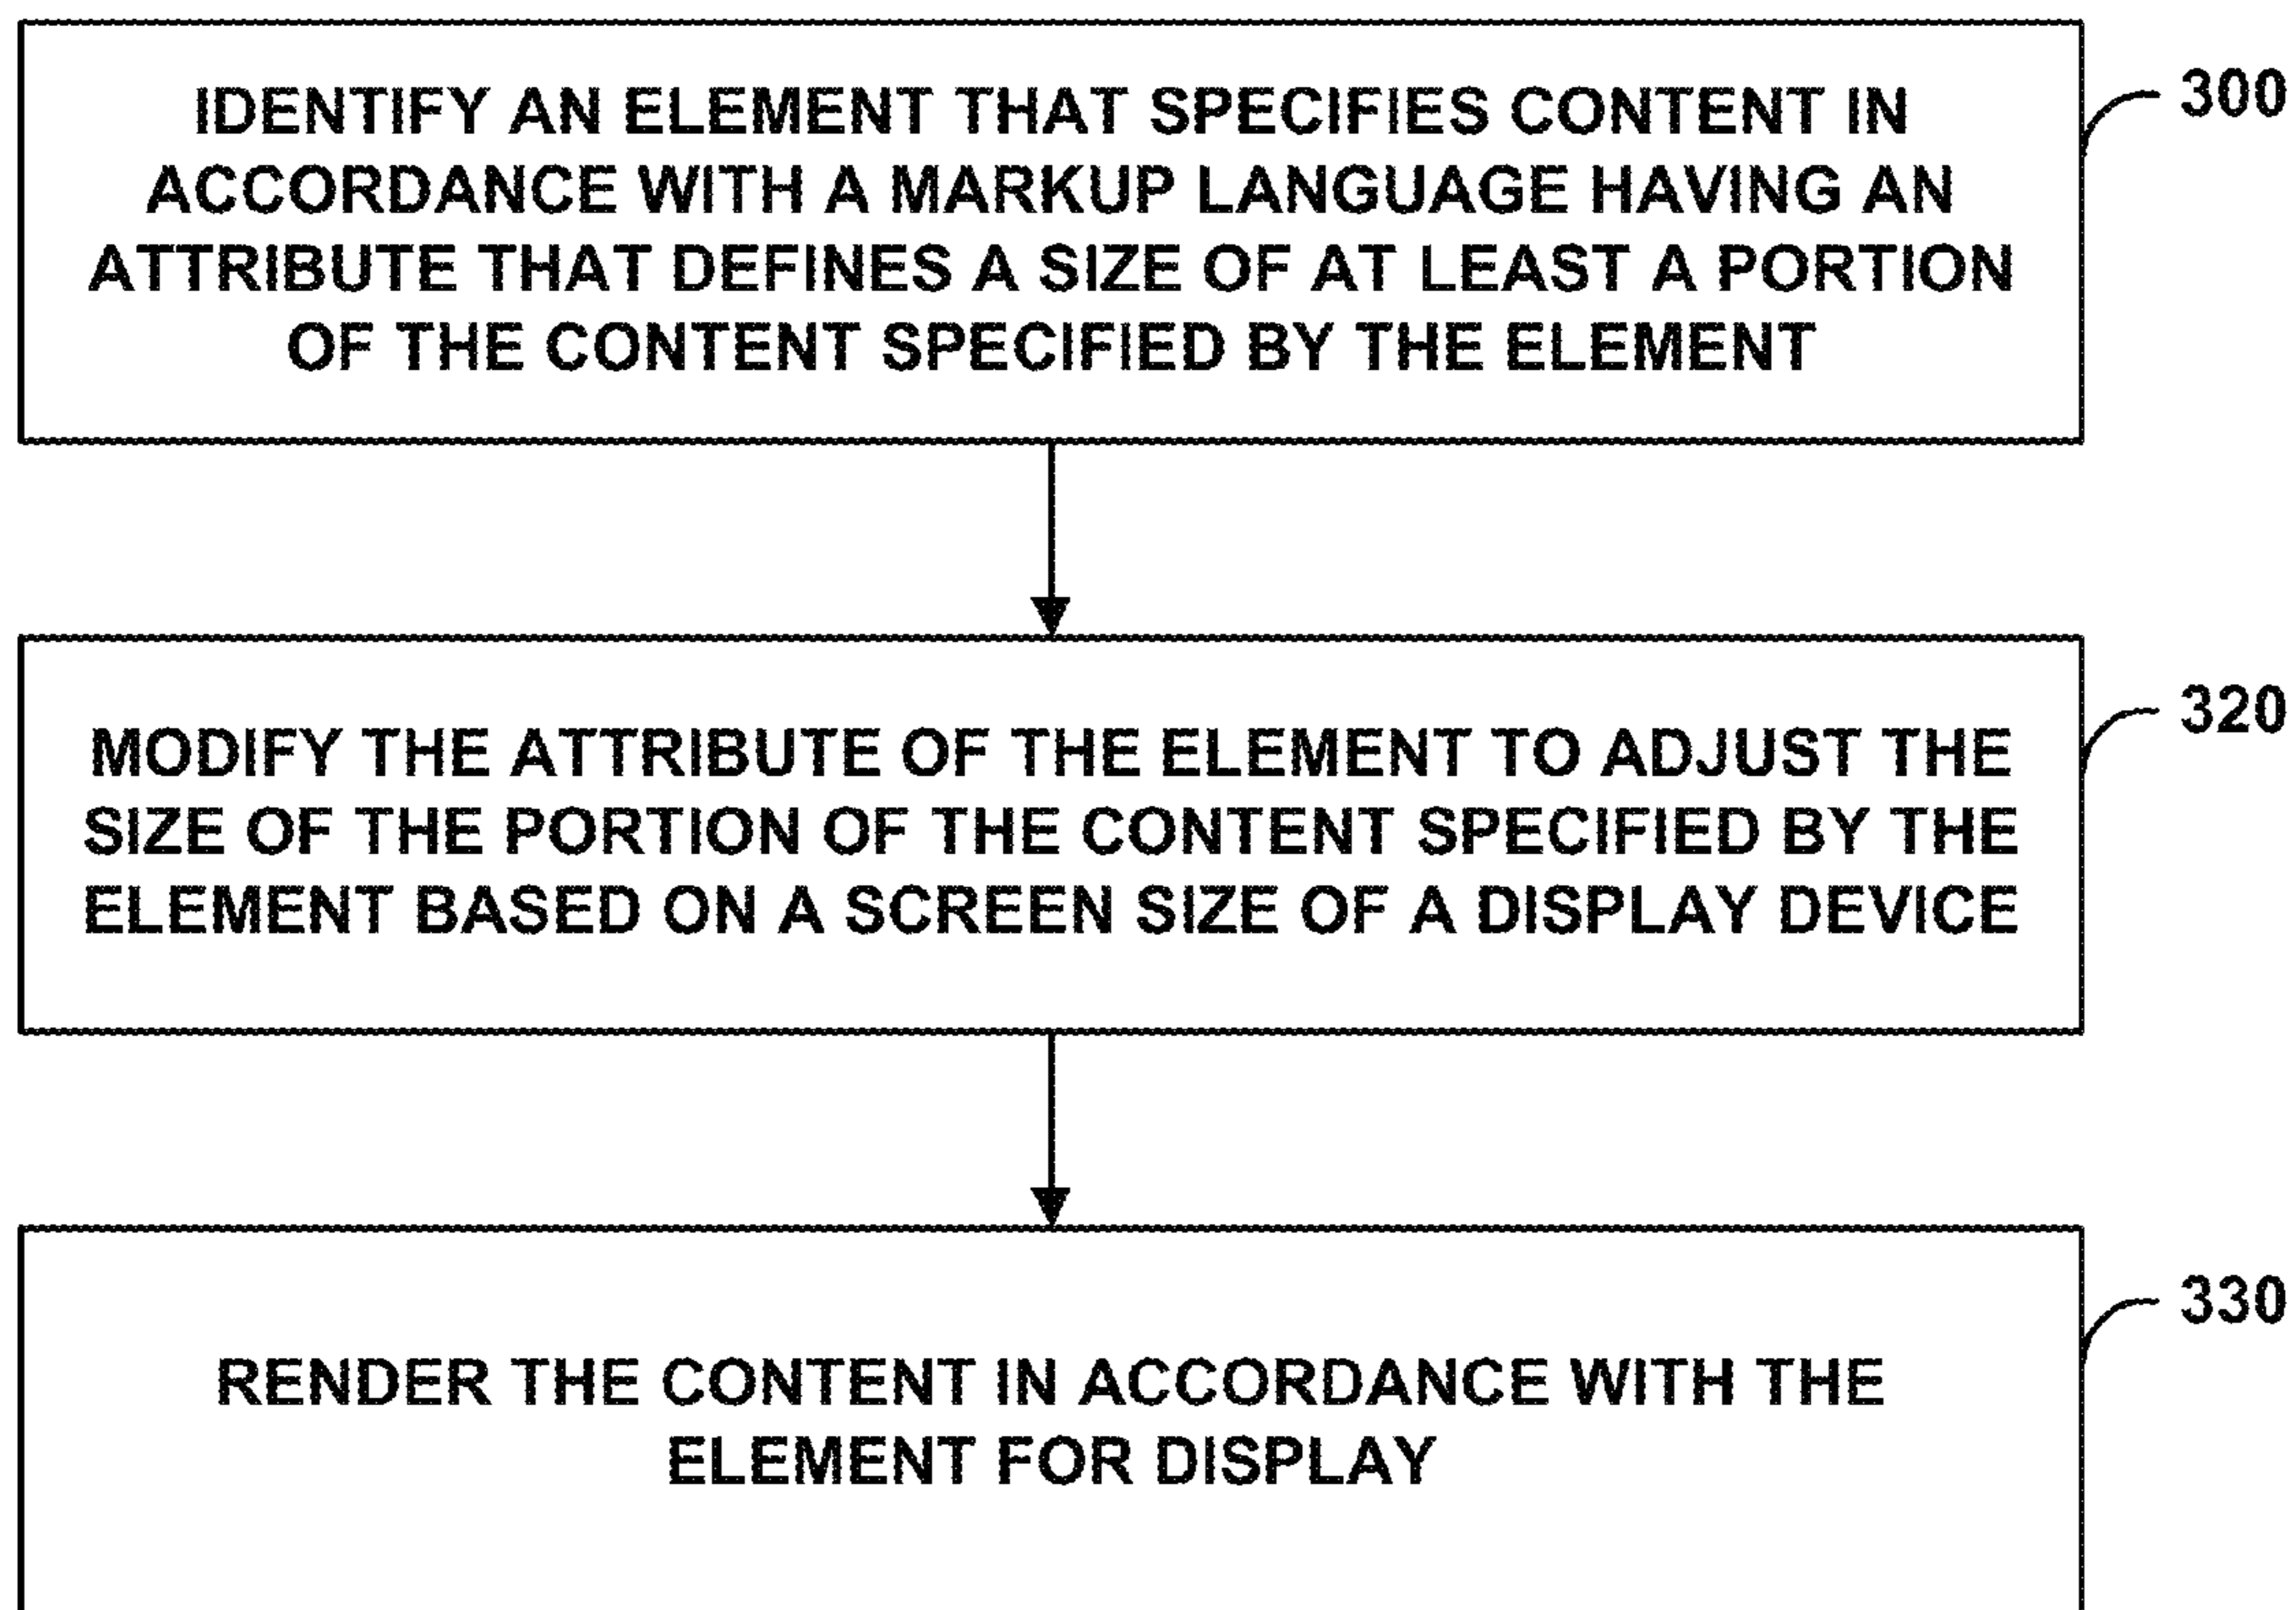 IDENTIFY AN ELEMENT THAT SPECIFIES CONTENT IN
ACCORDANCE WITH A MARKUP LANGUAGE HAVING AN
ATTRIBUTE THAT DEFINES A SIZE OF AT LEAST A PORTION
OF THE CONTENT SPECIFIED BY THE ELEMENT
300
MODIFY THE ATTRIBUTE OF THE ELEMENT TO ADJUST THE
SIZE OF THE PORTION OF THE CONTENT SPECIFIED BY THE
ELEMENT BASED ON A SCREEN SIZE OF A DISPLAY DEVICE
320
RENDER THE CONTENT IN ACCORDANCE WITH THE
ELEMENT FOR DISPLAY
330